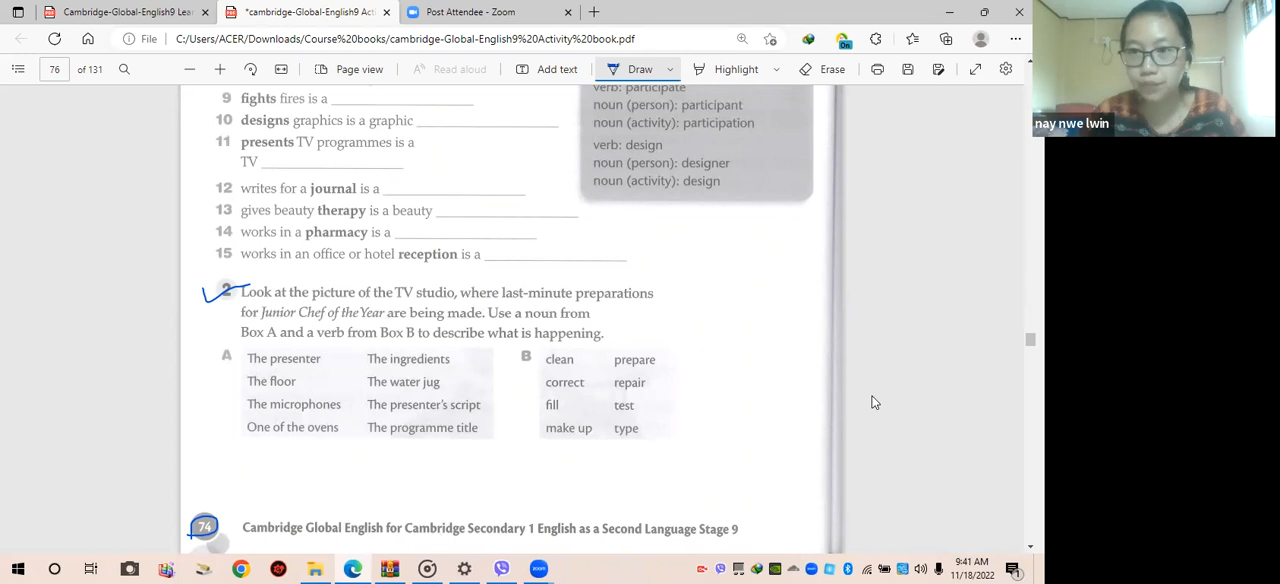 cambridge-Global-English9 Lear
*cambridge-Global-English9 Acti
Post Attendee - Zoom
File
C:/Users/ACER/Downloads/Course%20books/cambridge-Global-English9%20Activity%20book.pdf
On
76 of 131
Page view
Read aloud
Add text
Draw
Highlight
Erase
nay nwe lwin
9 fights fires is a
10 designs graphics is a graphic
11 presents TV programmes is a
TV
12 writes for a journal is a
13 gives beauty therapy is a beauty
14 works in a pharmacy is a
15 works in an office or hotel reception is a
verb: participate
noun (person): participant
noun (activity): participation
verb: design
noun (person): designer
noun (activity): design
2 Look at the picture of the TV studio, where last-minute preparations
for Junior Chef of the Year are being made. Use a noun from
Box A and a verb from Box B to describe what is happening.
A
The presenter The ingredients
The floor The water jug
The microphones The presenter's script
One of the ovens The programme title
B
clean prepare
correct repair
fill test
make up type
74 Cambridge Global English for Cambridge Secondary 1 English as a Second Language Stage 9
zoom
9:41 AM
11/18/2022
1